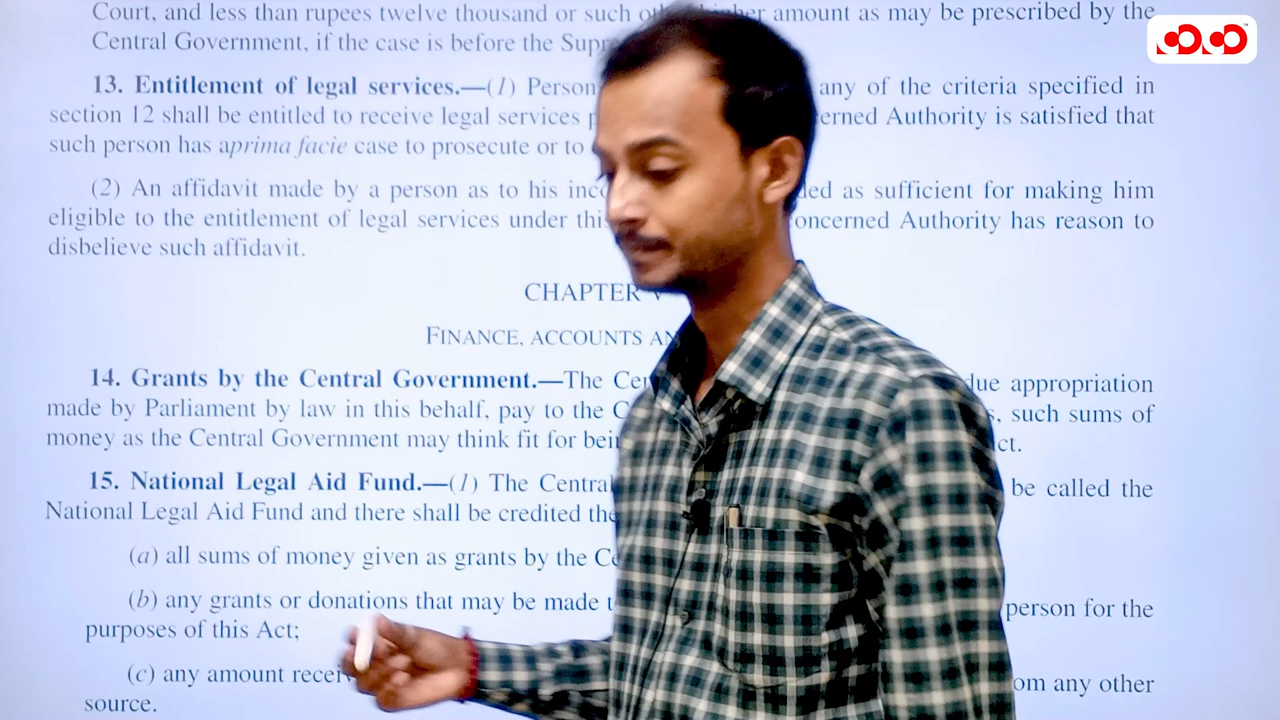 Court, and less than rupees twelve thousand or such other higher amount as may be prescribed by the
Central Government, if the case is before the Supr
13. Entitlement of legal services.—(1) Person any of the criteria specified in
section 12 shall be entitled to receive legal services p erned Authority is satisfied that
such person has aprima facie case to prosecute or to
(2) An affidavit made by a person as to his inco ded as sufficient for making him
eligible to the entitlement of legal services under this oncerned Authority has reason to
disbelieve such affidavit.
CHAPTER V
FINANCE, ACCOUNTS AN
14. Grants by the Central Government.—The Cen due appropriation
made by Parliament by law in this behalf, pay to the C s, such sums of
money as the Central Government may think fit for bein ct.
15. National Legal Aid Fund.—(1) The Central be called the
National Legal Aid Fund and there shall be credited the
(a) all sums of money given as grants by the Ce
(b) any grants or donations that may be made t person for the
purposes of this Act;
(c) any amount recei om any other
source.